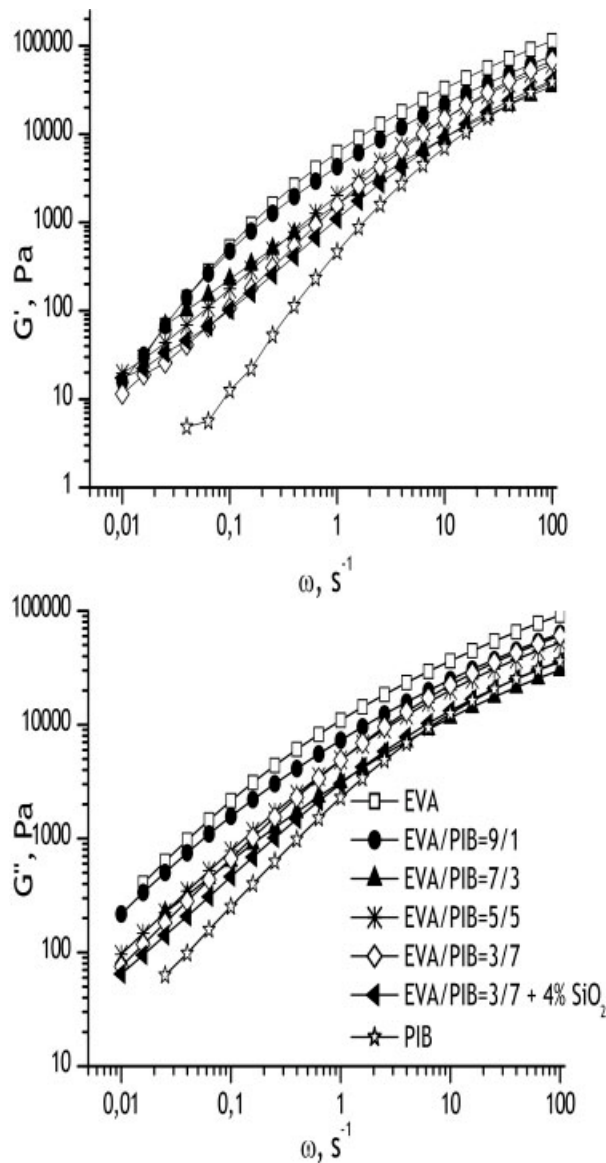 100000
10000
1000
100
10
1
G', Pa
0,01 0,1 1 10 100
ω, s⁻¹
100000
10000
1000
100
10
G", Pa
EVA
EVA/PIB=9/1
EVA/PIB=7/3
EVA/PIB=5/5
EVA/PIB=3/7
EVA/PIB=3/7 + 4% SiO₂
PIB
0,01 0,1 1 10 100
ω, s⁻¹